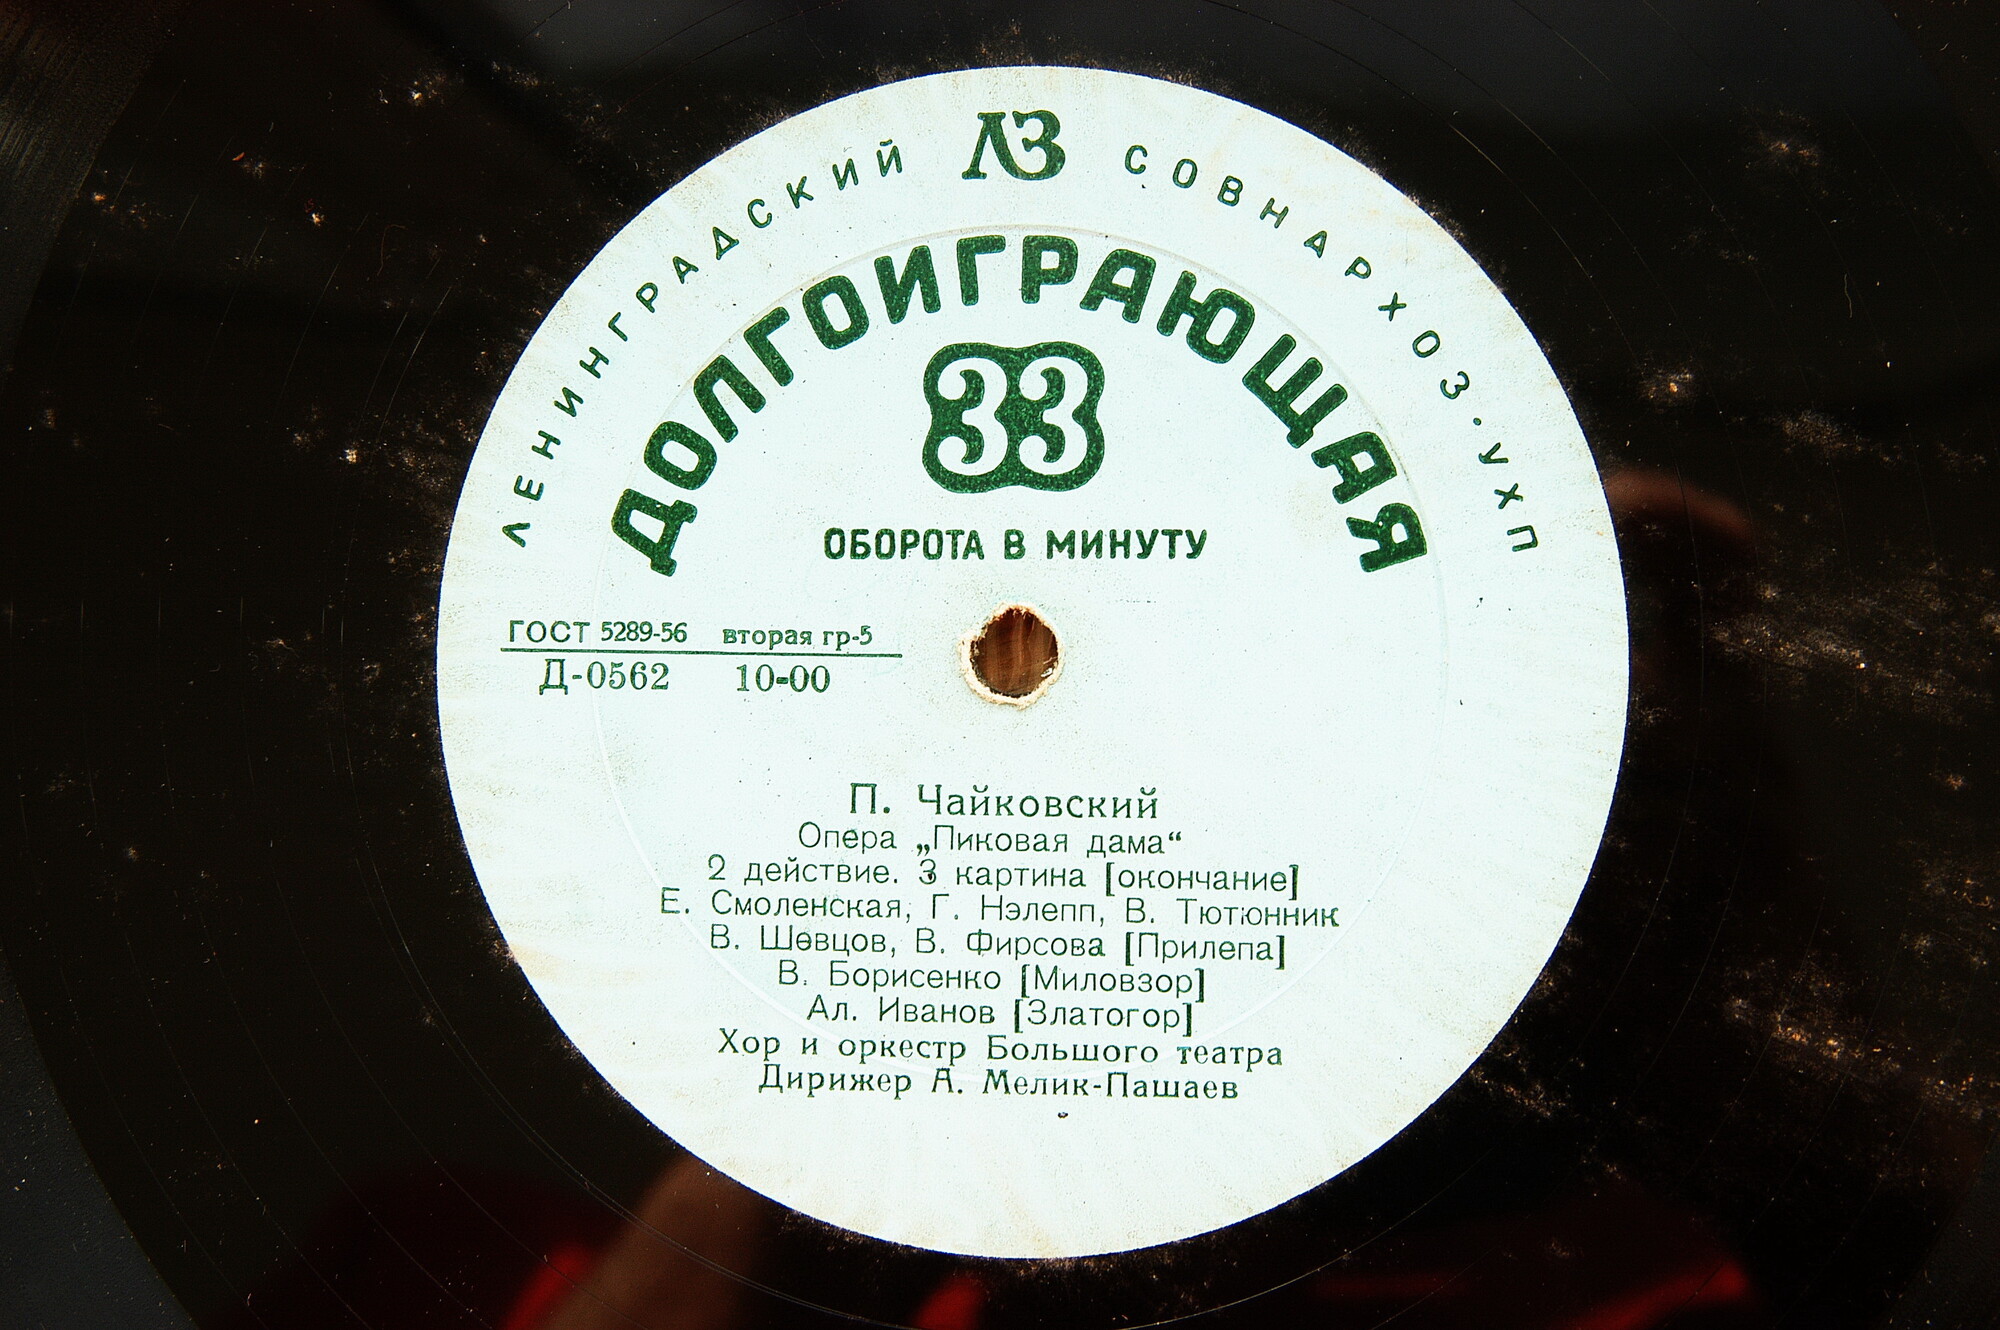 ЛЕНИНГРАДСКИЙ ЛЗ СОВНАРХОЗ·УХП
ДОЛГОИГРАЮЩАЯ
33
ОБОРОТА В МИНУТУ
ГОСТ 5289-56 вторая гр-5
Д-0562 10-00
П. Чайковский
Опера „Пиковая дама“
2 действие. 3 картина [окончание]
Е. Смоленская, Г. Нэлепп, В. Тютюнник
В. Шевцов, В. Фирсова [Прилепа]
В. Борисенко [Миловзор]
Ал. Иванов [Златогор]
Хор и оркестр Большого театра
Дирижер А. Мелик-Пашаев